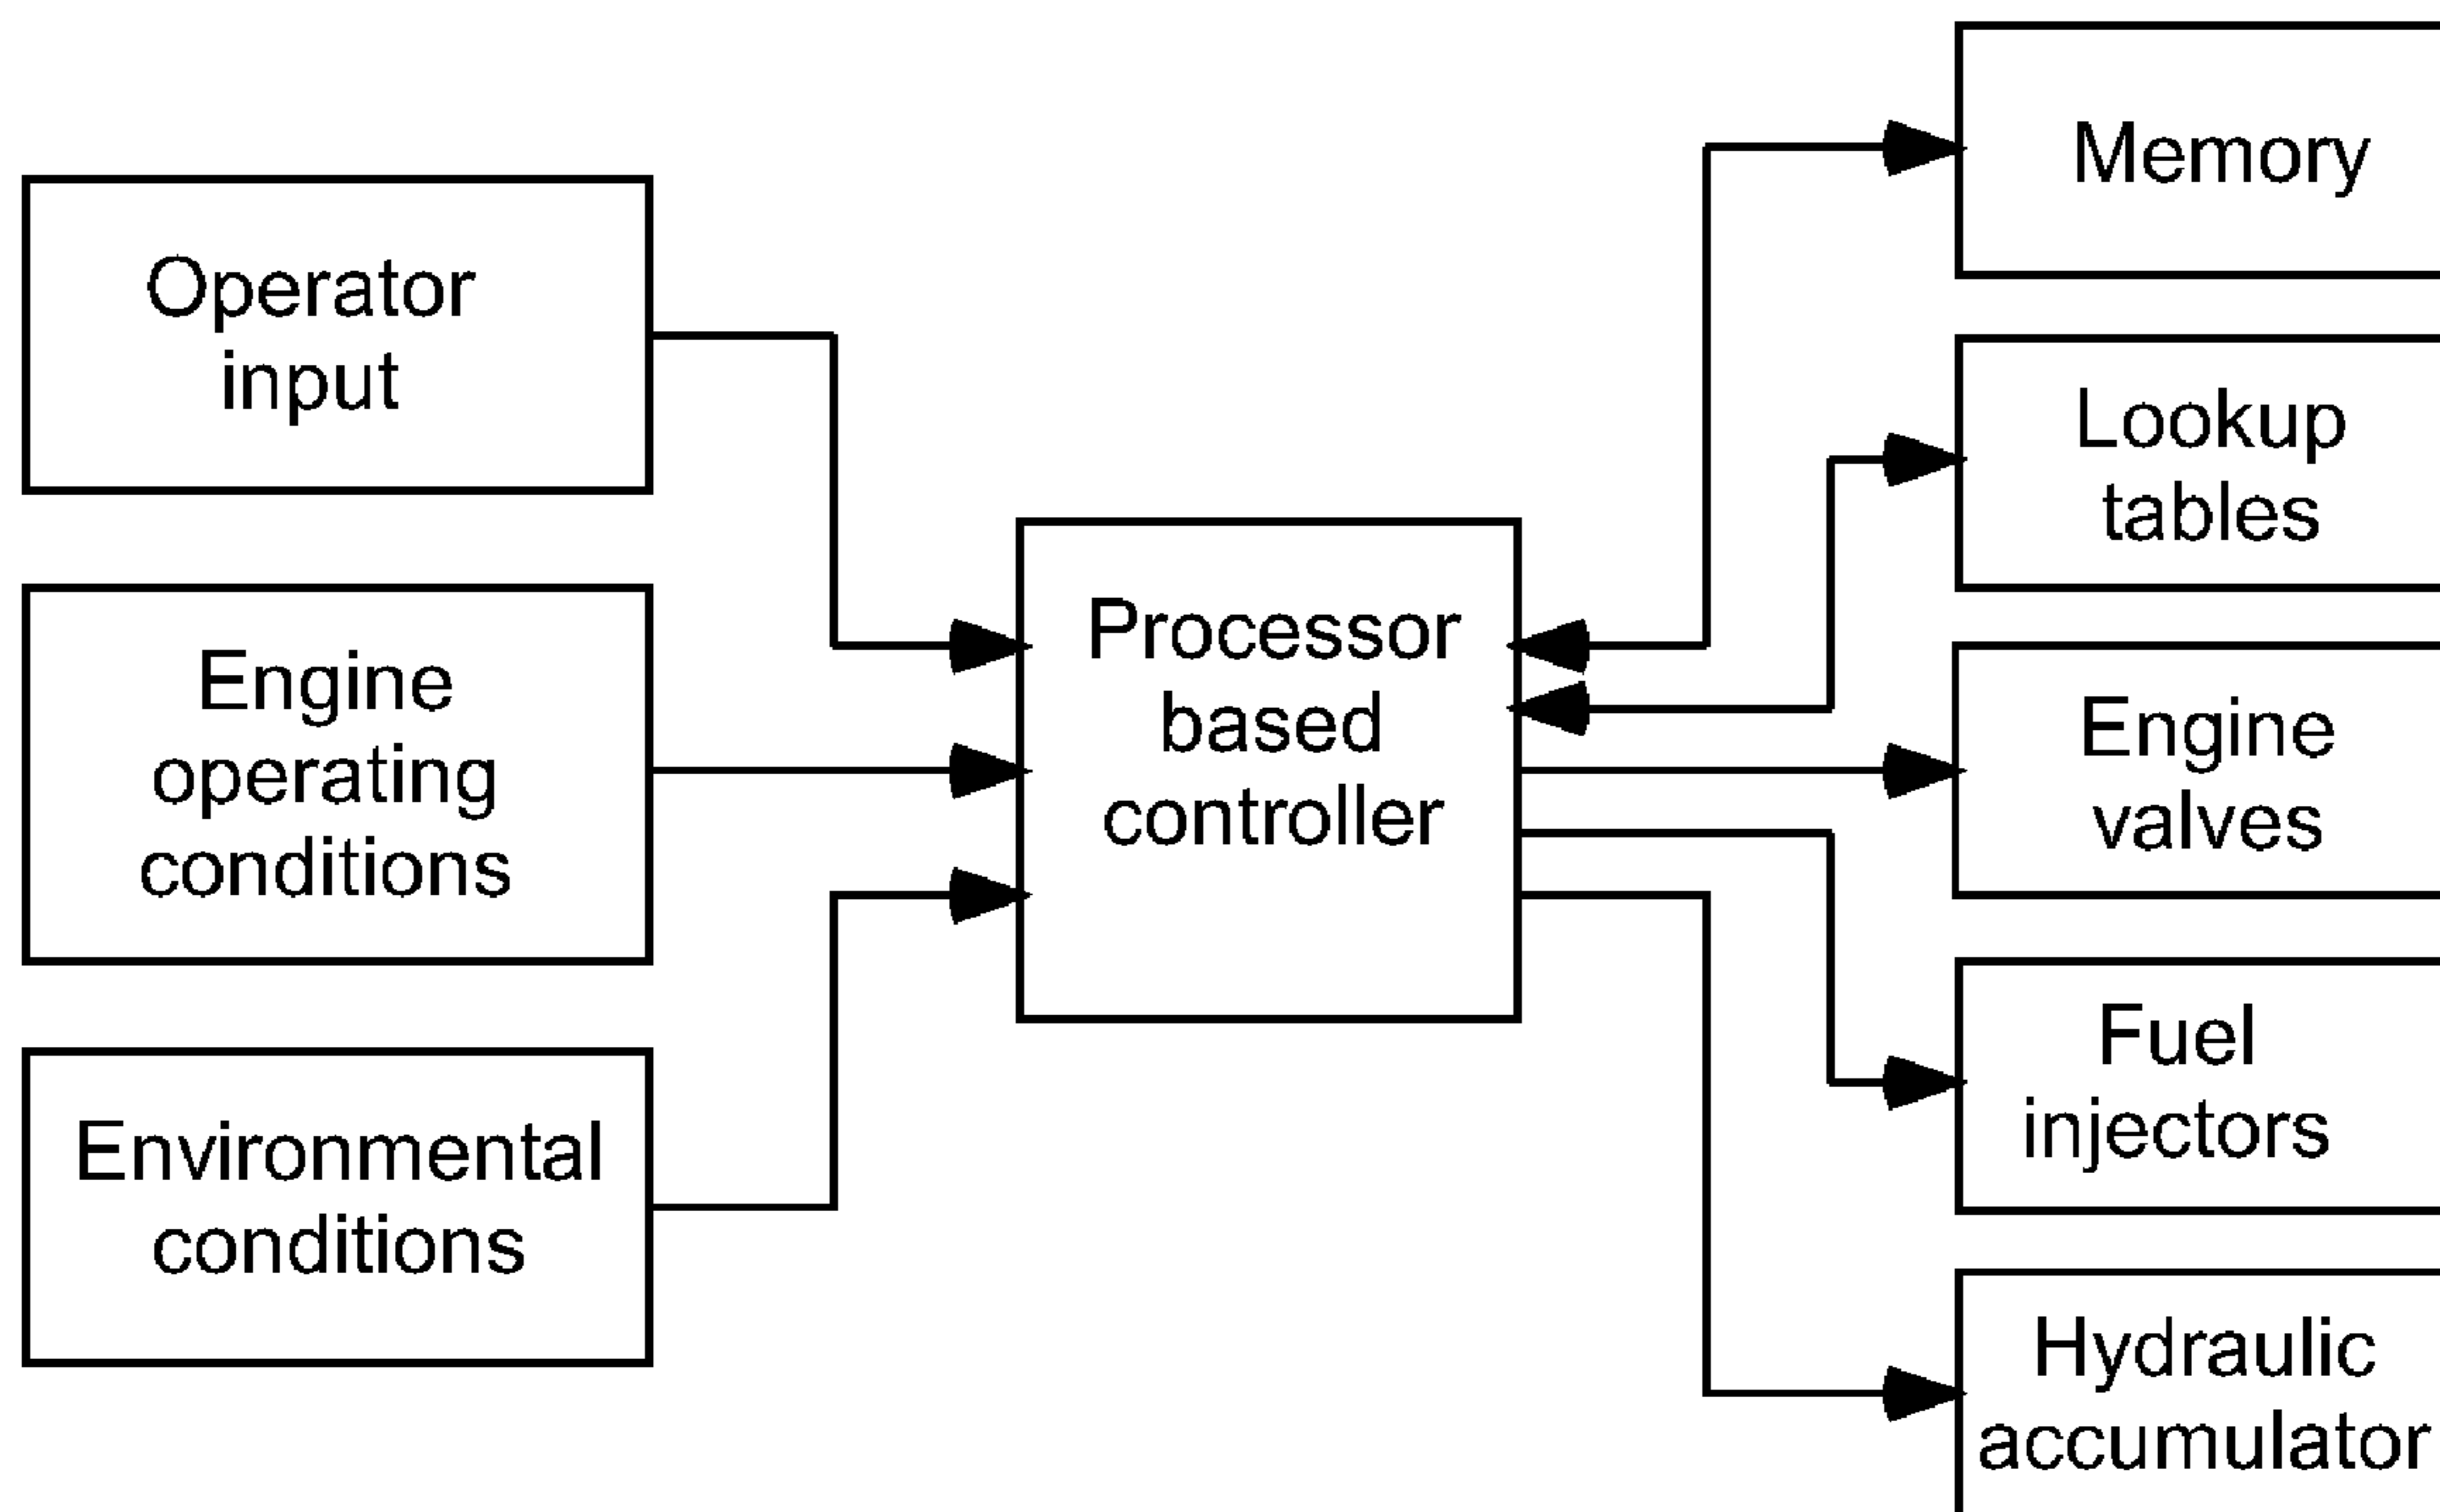 Operator
input
Engine
operating
conditions
Environmental
conditions
Processor
based
controller
Memory
Lookup
tables
Engine
valves
Fuel
injectors
Hydraulic
accumulator